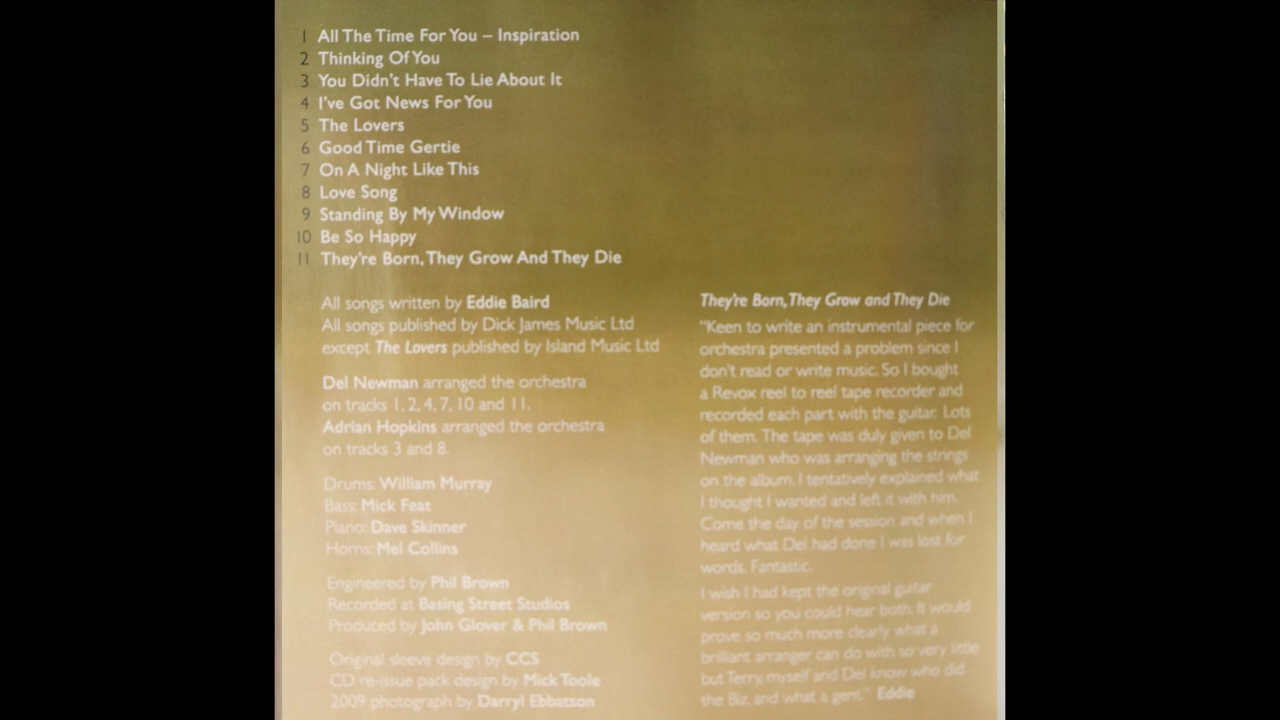 1 All The Time For You – Inspiration
2 Thinking Of You
3 You Didn't Have To Lie About It
4 I've Got News For You
5 The Lovers
6 Good Time Gertie
7 On A Night Like This
8 Love Song
9 Standing By My Window
10 Be So Happy
11 They're Born, They Grow And They Die
All songs written by Eddie Baird
All songs published by Dick James Music Ltd
except The Lovers published by Island Music Ltd
Del Newman arranged the orchestra
on tracks 1, 2, 4, 7, 10 and 11.
Adrian Hopkins arranged the orchestra
on tracks 3 and 8.
Drums: William Murray
Bass: Mick Feat
Piano: Dave Skinner
Horns: Mel Collins
Engineered by Phil Brown
Recorded at Basing Street Studios
Produced by John Glover & Phil Brown
Original sleeve design by CCS
CD re-issue pack design by Mick Toole
2009 photograph by Darryl Ebbatson
They're Born, They Grow and They Die
"Keen to write an instrumental piece for
orchestra presented a problem since I
don't read or write music. So I bought
a Revox reel to reel tape recorder and
recorded each part with the guitar. Lots
of them. The tape was duly given to Del
Newman who was arranging the strings
on the album. I tentatively explained what
I thought I wanted and left it with him.
Come the day of the session and when I
heard what Del had done I was lost for
words. Fantastic.
I wish I had kept the original guitar
version so you could hear both. It would
prove so much more clearly what a
brilliant arranger can do with so very little
but Terry, myself and Del know who did
the Biz, and what a gent." Eddie